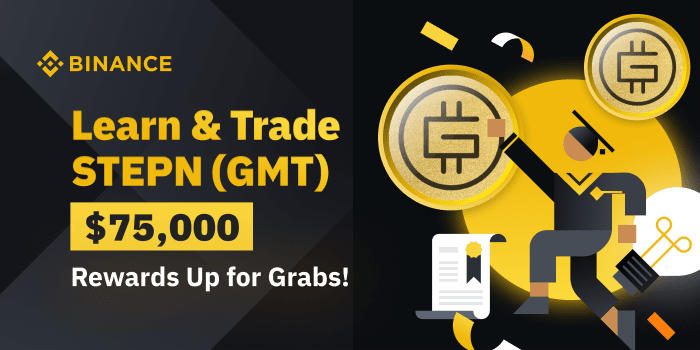 BINANCE
Learn & Trade
STEPN (GMT)
$75,000
Rewards Up for Grabs!